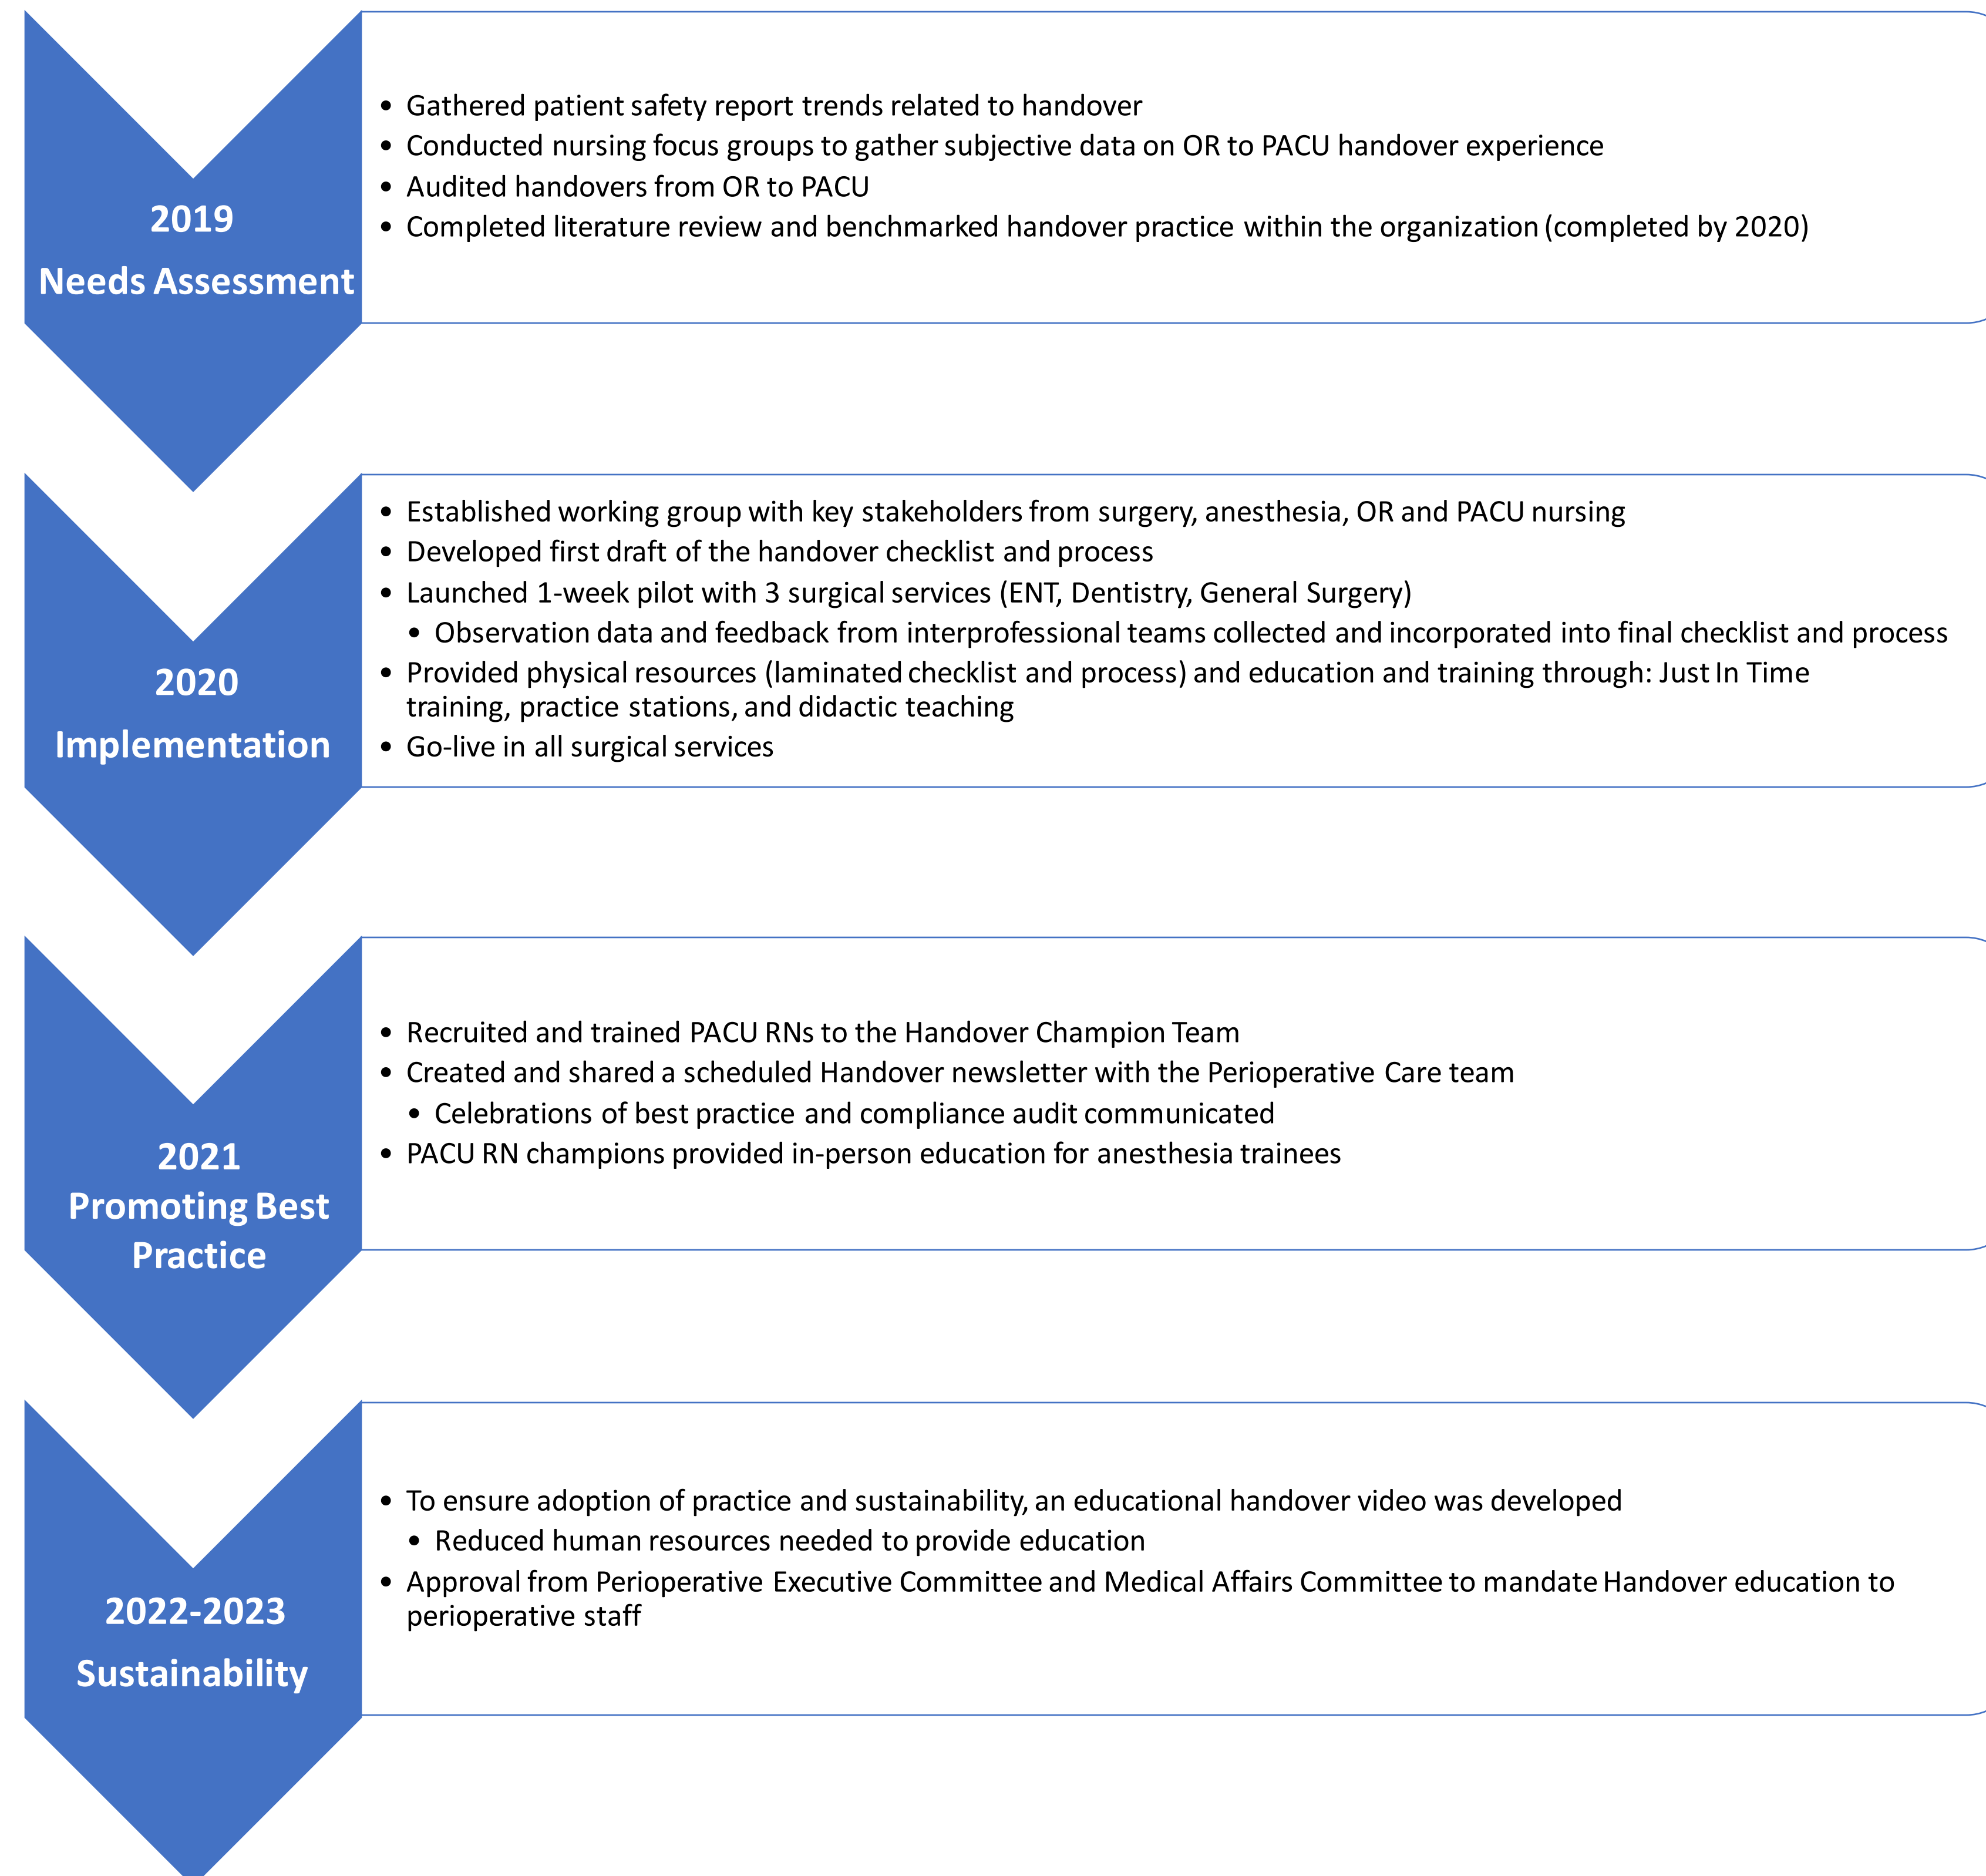 2019
Needs Assessment
• Gathered patient safety report trends related to handover
• Conducted nursing focus groups to gather subjective data on OR to PACU handover experience
• Audited handovers from OR to PACU
• Completed literature review and benchmarked handover practice within the organization (completed by 2020)
2020
Implementation
• Established working group with key stakeholders from surgery, anesthesia, OR and PACU nursing
• Developed first draft of the handover checklist and process
• Launched 1-week pilot with 3 surgical services (ENT, Dentistry, General Surgery)
• Observation data and feedback from interprofessional teams collected and incorporated into final checklist and process
• Provided physical resources (laminated checklist and process) and education and training through: Just In Time
training, practice stations, and didactic teaching
• Go-live in all surgical services
2021
Promoting Best
Practice
• Recruited and trained PACU RNs to the Handover Champion Team
• Created and shared a scheduled Handover newsletter with the Perioperative Care team
• Celebrations of best practice and compliance audit communicated
• PACU RN champions provided in-person education for anesthesia trainees
2022-2023
Sustainability
• To ensure adoption of practice and sustainability, an educational handover video was developed
• Reduced human resources needed to provide education
• Approval from Perioperative Executive Committee and Medical Affairs Committee to mandate Handover education to
perioperative staff